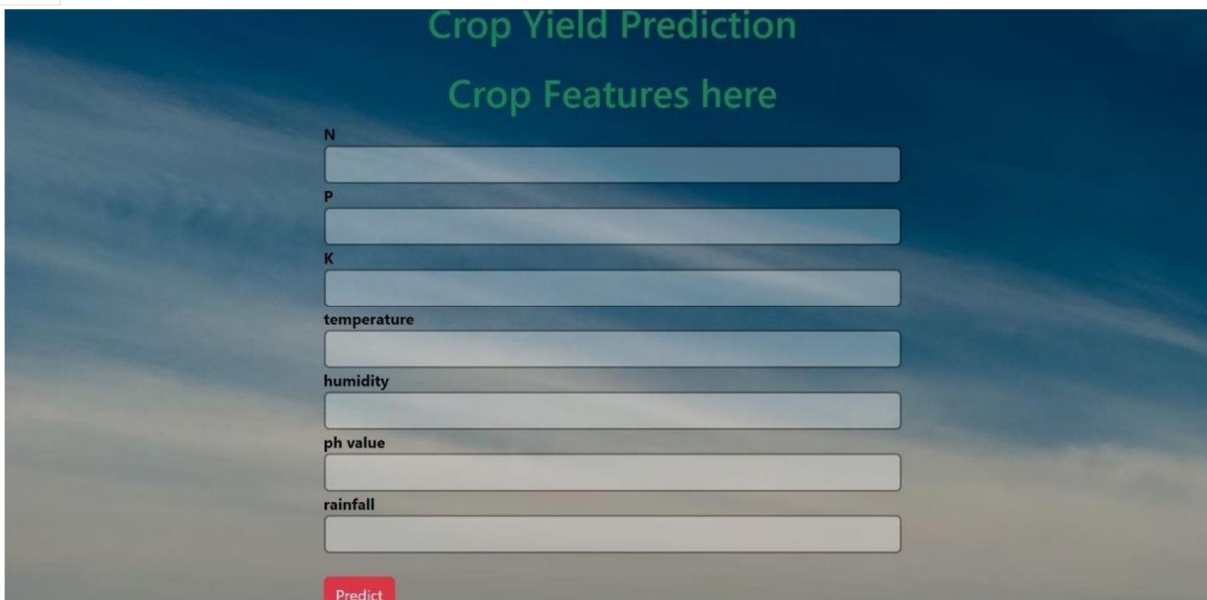 Crop Yield Prediction
Crop Features here
N
P
K
temperature
humidity
ph value
rainfall
Predict